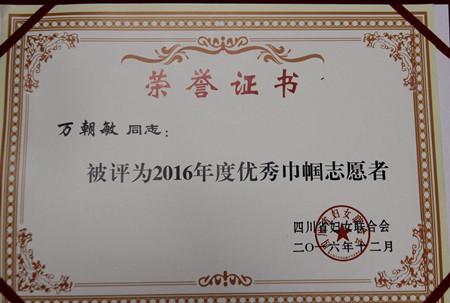 荣誉证书
万朝敏 同志：
被评为2016年度优秀巾帼志愿者
四川省妇女联合会
二〇一六年十二月